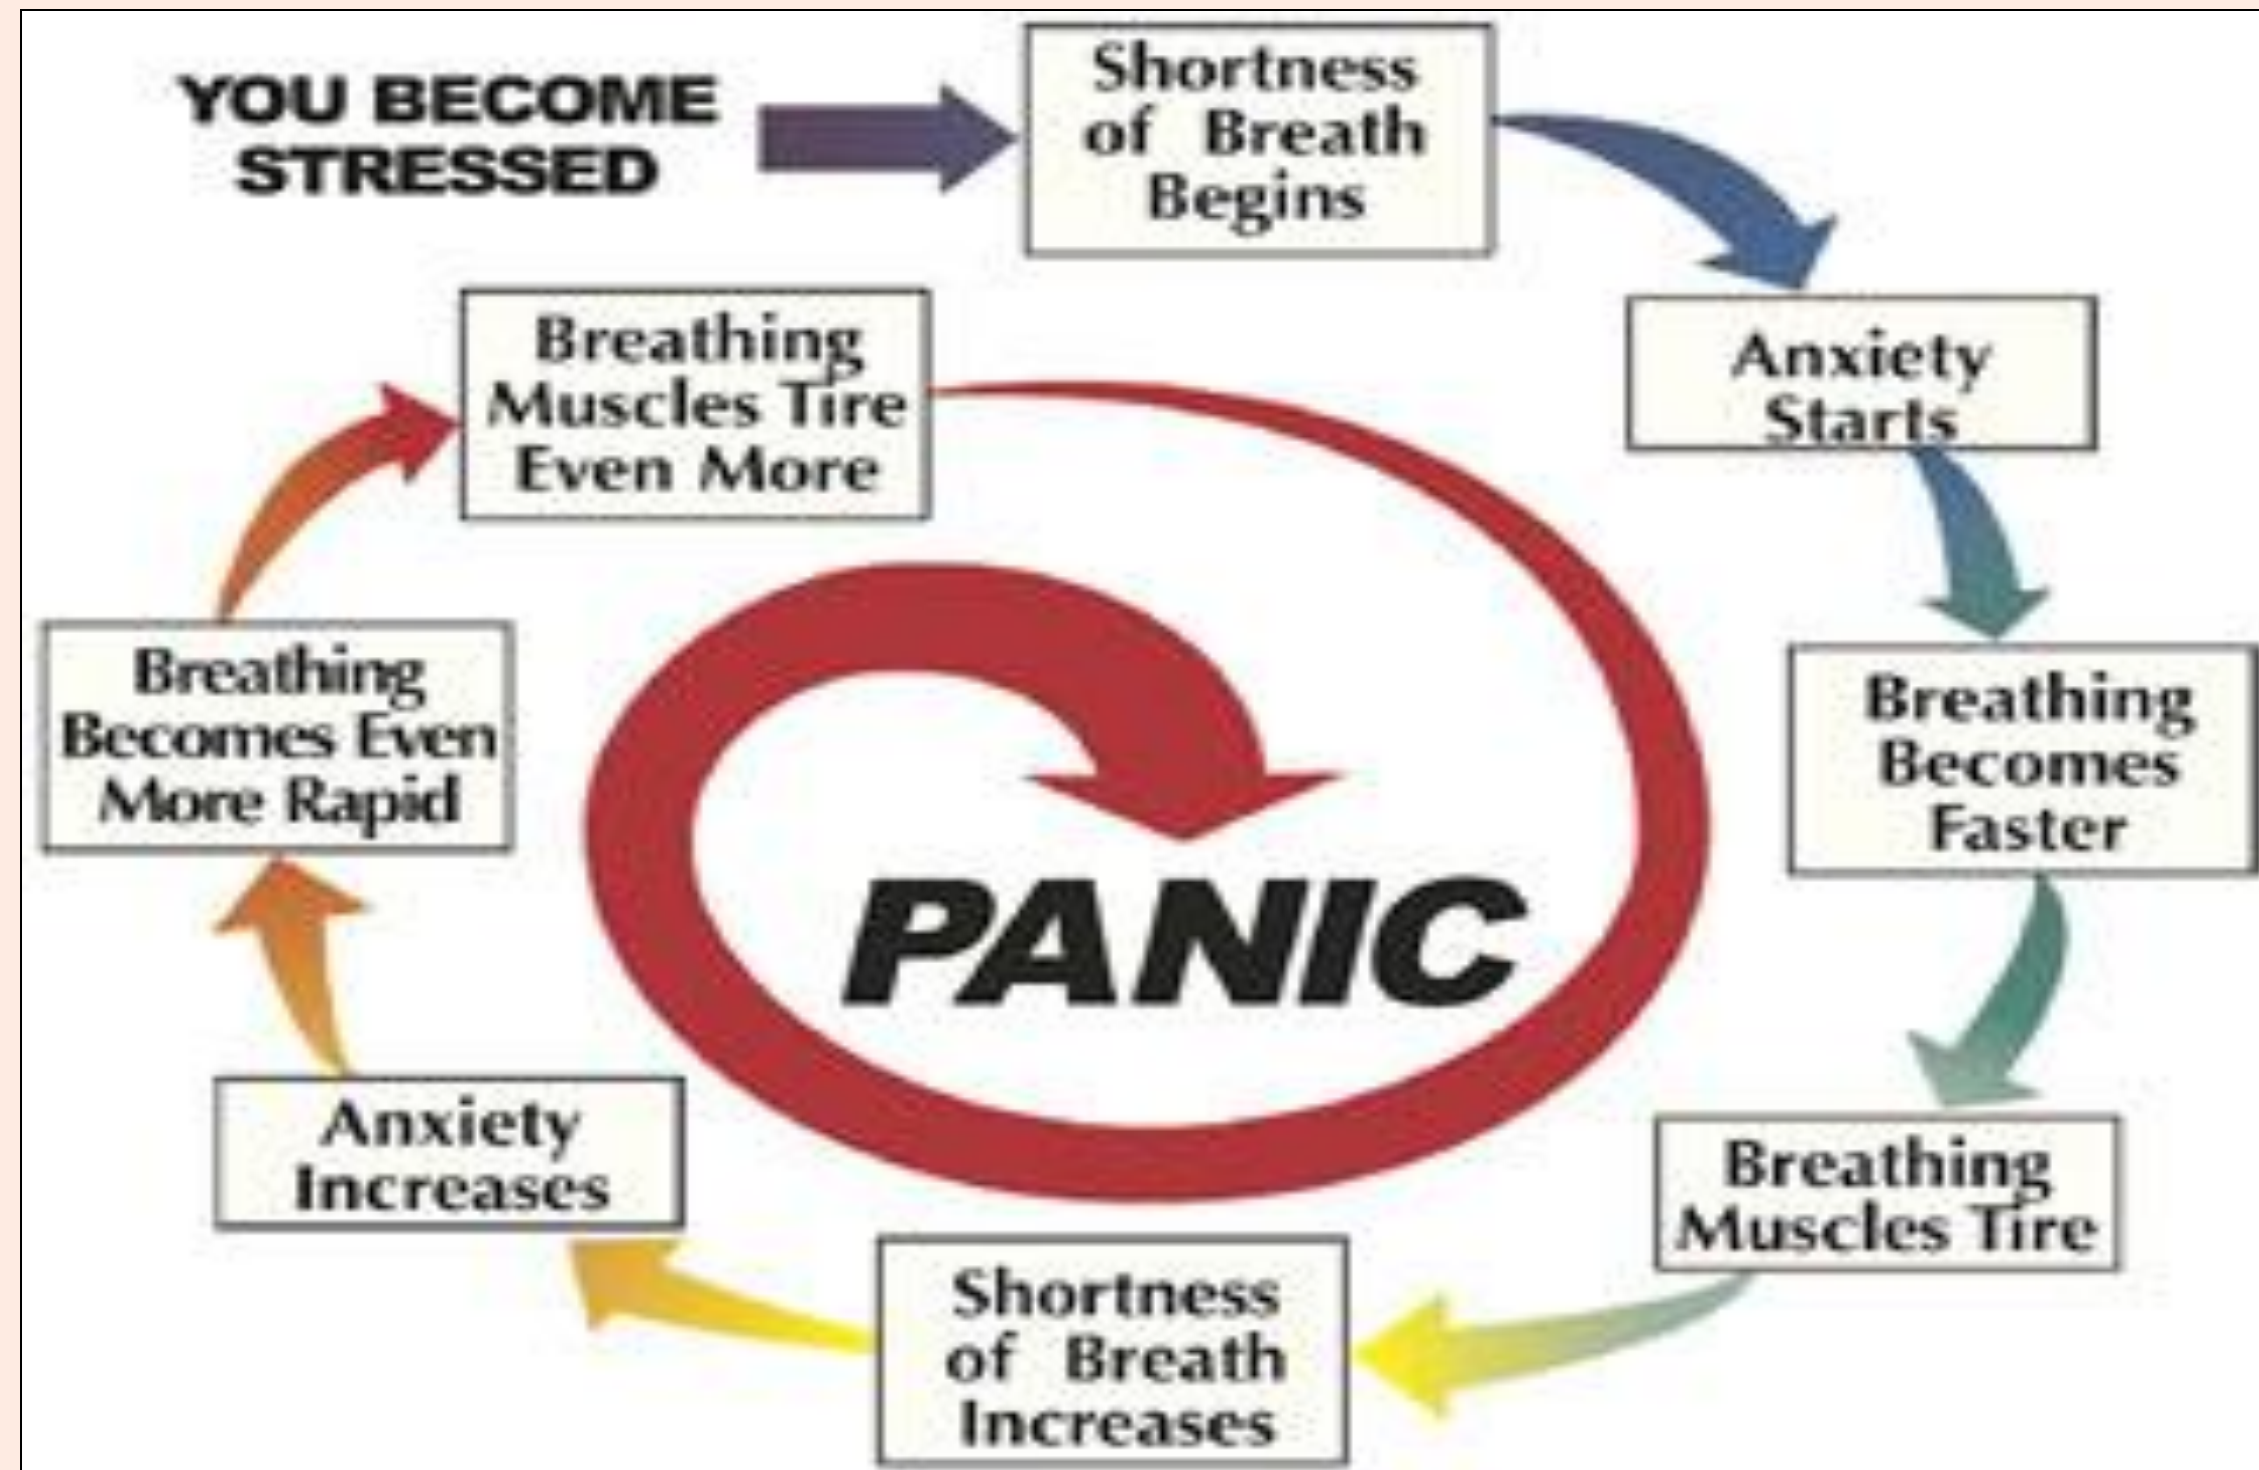 YOU BECOME
STRESSED
Shortness
of Breath
Begins
Anxiety
Starts
Breathing
Becomes
Faster
Breathing
Muscles Tire
Shortness
of Breath
Increases
Anxiety
Increases
Breathing
Becomes Even
More Rapid
Breathing
Muscles Tire
Even More
PANIC